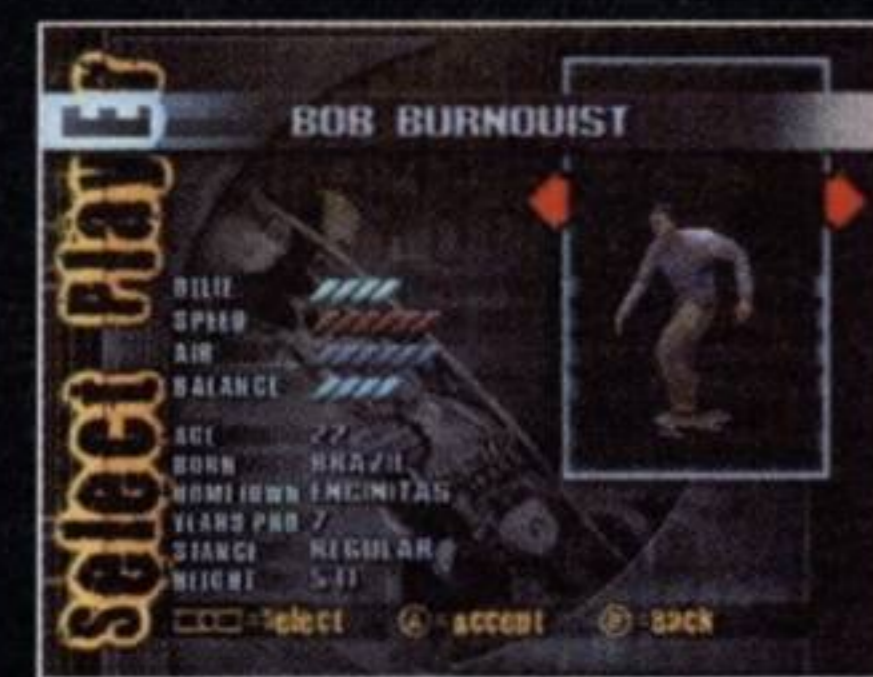 Select Player
BOB BURNQUIST
OLLIE
SPEED
AIR
BALANCE
AGE 22
BORN BRAZIL
HOMETOWN ENCINITAS
YEARS PRO 7
STANCE REGULAR
HEIGHT 5.11
=select A=accept B=back